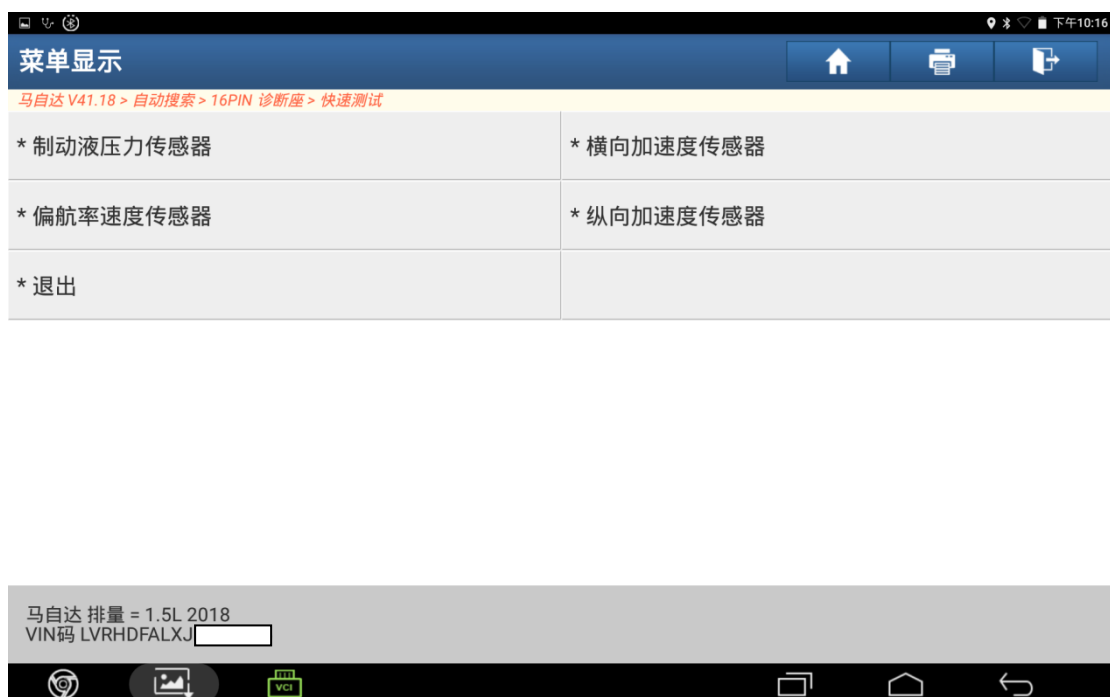 下午10:16
菜单显示
马自达 V41.18 > 自动搜索 > 16PIN 诊断座 > 快速测试
* 制动液压力传感器
* 横向加速度传感器
* 偏航率速度传感器
* 纵向加速度传感器
* 退出
马自达 排量 = 1.5L 2018
VIN码 LVRHDFALXJ
VCI